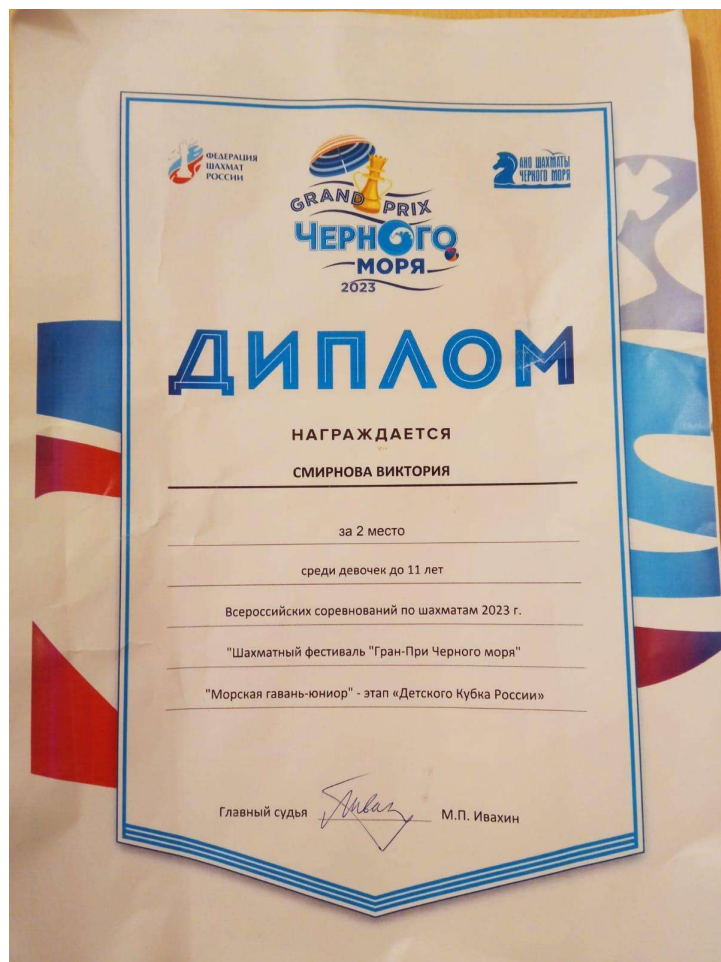 ФЕДЕРАЦИЯ
ШАХМАТ
РОССИИ
GRAND PRIX
ЧЕРНОГО
МОРЯ
2023
АНО ШАХМАТЫ
ЧЕРНОГО МОРЯ
ДИПЛОМ
НАГРАЖДАЕТСЯ
СМИРНОВА ВИКТОРИЯ
за 2 место
среди девочек до 11 лет
Всероссийских соревнований по шахматам 2023 г.
"Шахматный фестиваль "Гран-При Черного моря"
"Морская гавань-юниор" - этап «Детского Кубка России»
Главный судья М.П. Ивахин